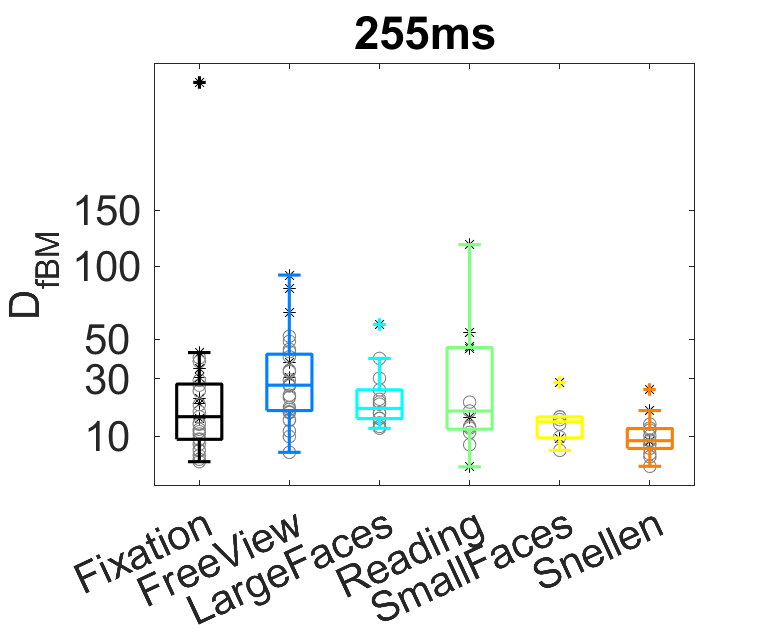 255ms
150
100
50
30
10
DfBM
Fixation
FreeView
LargeFaces
Reading
SmallFaces
Snellen